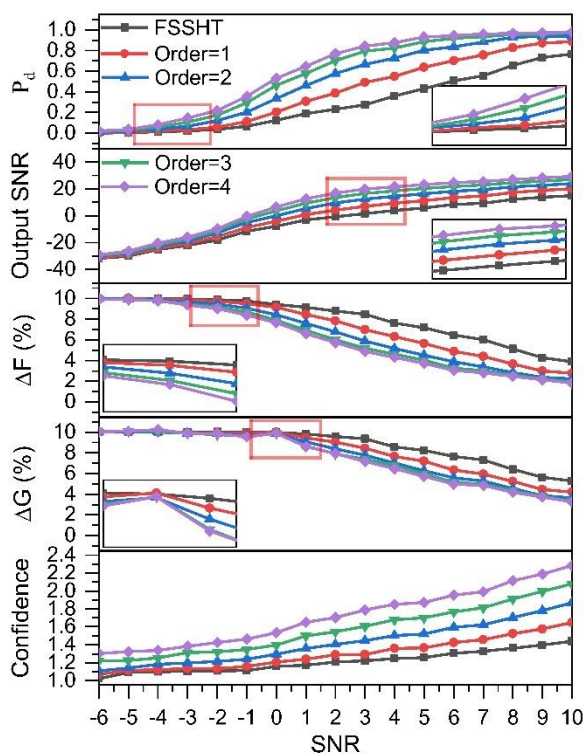 1.0
0.8
0.6
0.4
0.2
0.0
P_d
FSSHT
Order=1
Order=2
40
20
0
-20
-40
Output SNR
Order=3
Order=4
10
8
6
4
2
0
ΔF (%)
10
8
6
4
2
0
ΔG (%)
2.4
2.2
2.0
1.8
1.6
1.4
1.2
1.0
Confidence
-6 -5 -4 -3 -2 -1 0 1 2 3 4 5 6 7 8 9 10
SNR